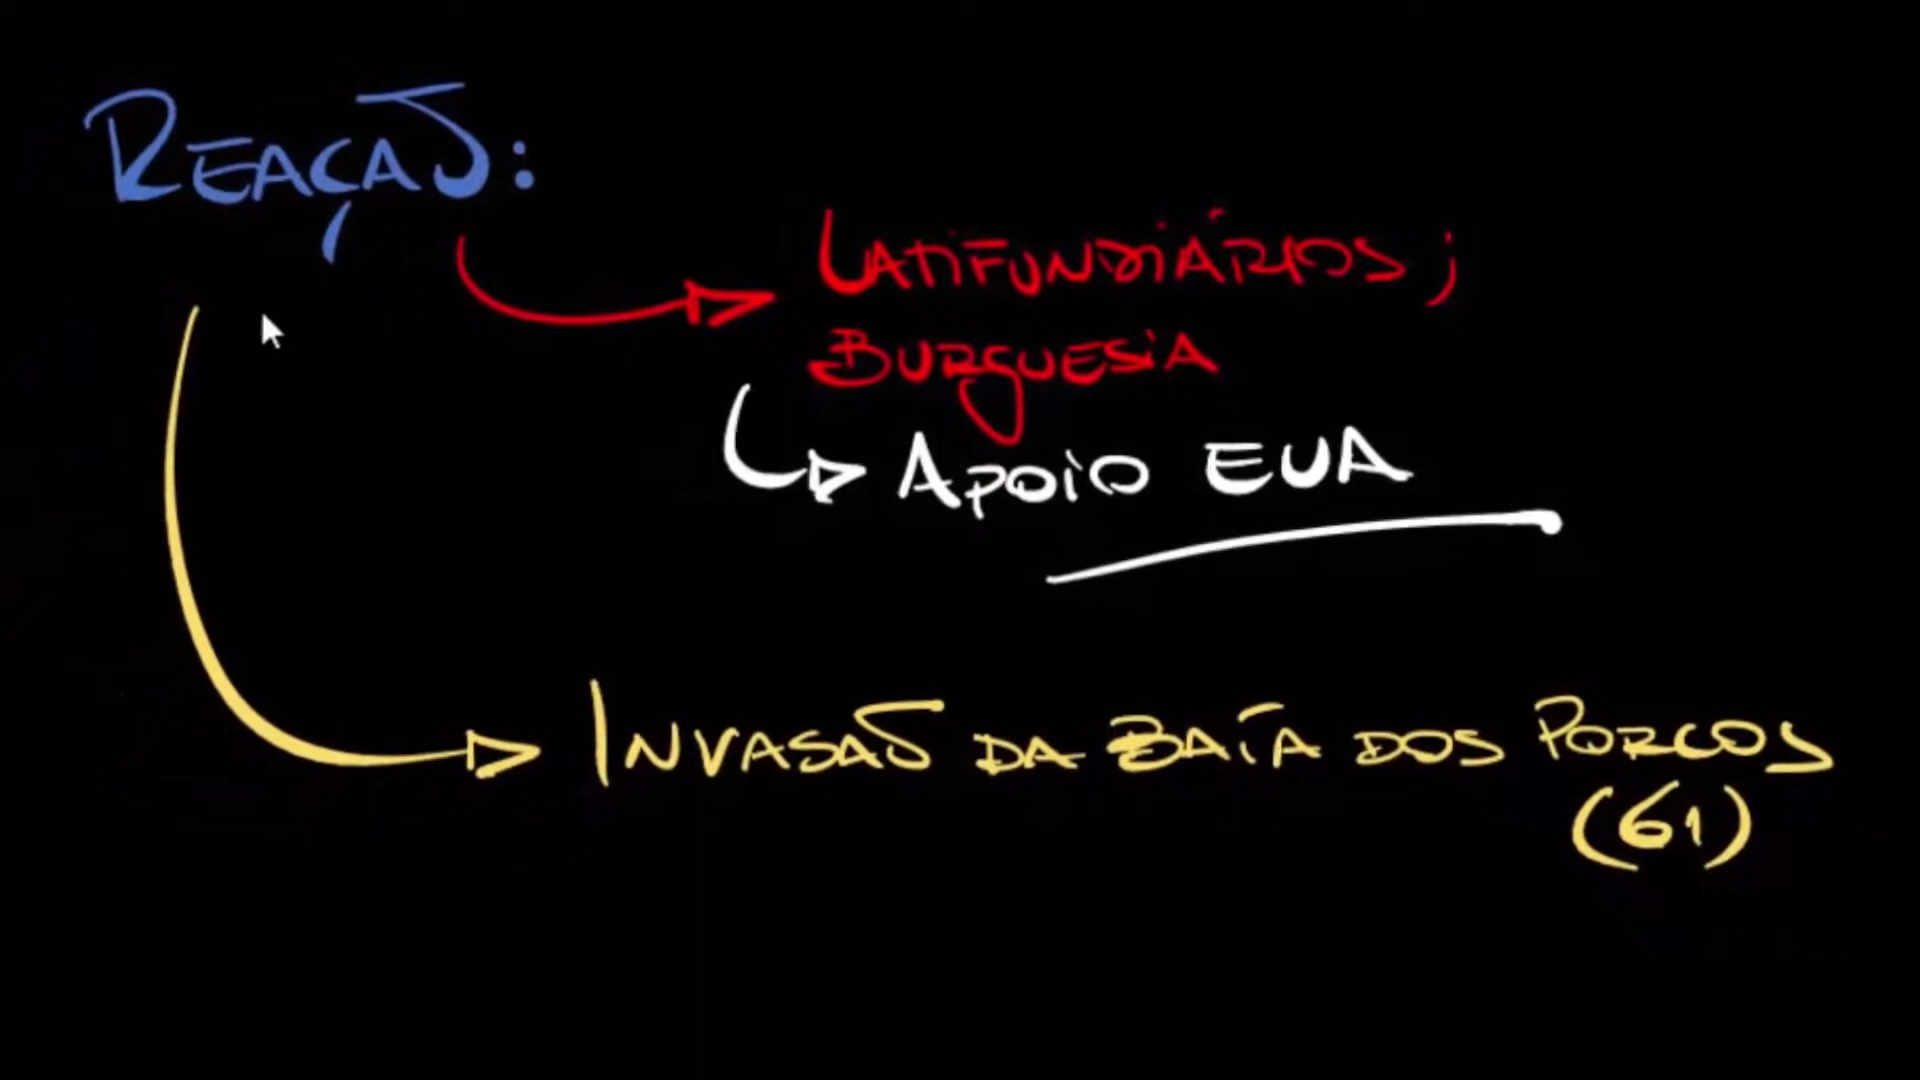 REAÇÃO:
LATIFUNDIÁRIOS;
BURGUESIA
APOIO EUA
INVASÃO DA BAÍA DOS PORCOS
(61)